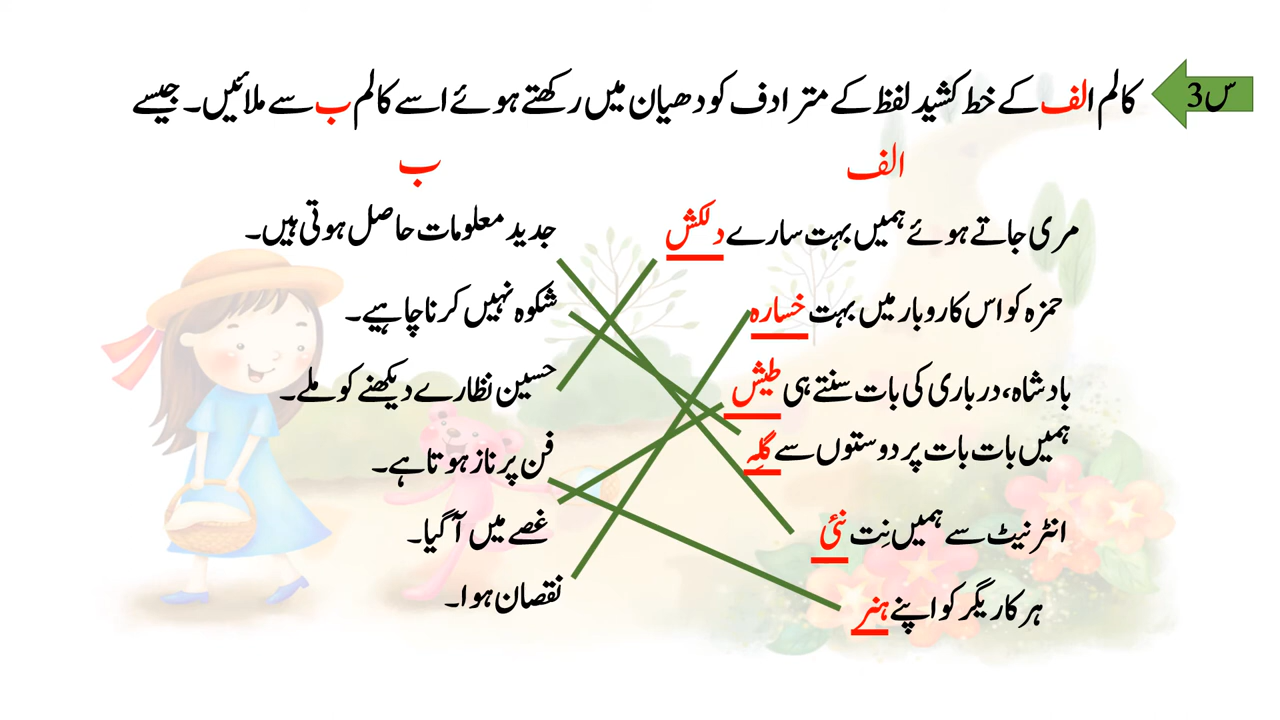 س3
کالم الف کے خط کشید لفظ کے مترادف کو دھیان میں رکھتے ہوئے اسے کالم ب سے ملائیں۔ جیسے
الف
ب
مری جاتے ہوئے ہمیں بہت سارے دلکش
جدید معلومات حاصل ہوتی ہیں۔
حمزہ کو اس کاروبار میں بہت خسارہ
شکوہ نہیں کرنا چاہیے۔
بادشاہ، درباری کی بات سنتے ہی طیش
حسین نظارے دیکھنے کو ملے۔
ہمیں بات بات پر دوستوں سے گلِہ
فن پر ناز ہوتا ہے۔
انٹرنیٹ سے ہمیں نِت نئی
غصے میں آ گیا۔
ہر کاریگر کو اپنے ہنر
نقصان ہوا۔